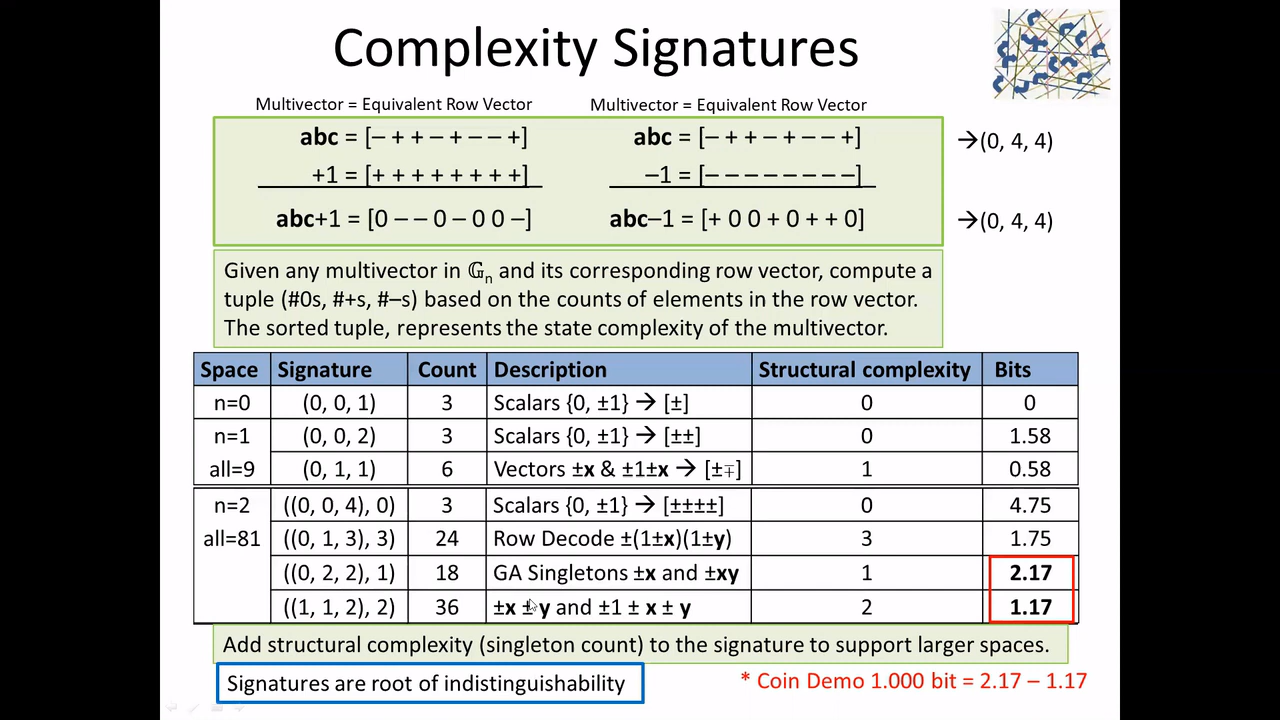 Complexity Signatures
Multivector = Equivalent Row Vector Multivector = Equivalent Row Vector
abc = [– + + – + – – +] abc = [– + + – + – – +] →(0, 4, 4)
+1 = [+ + + + + + + +] –1 = [– – – – – – – –]
abc+1 = [0 – – 0 – 0 0 –] abc–1 = [+ 0 0 + 0 + + 0] →(0, 4, 4)
Given any multivector in 𝔾n and its corresponding row vector, compute a
tuple (#0s, #+s, #–s) based on the counts of elements in the row vector.
The sorted tuple, represents the state complexity of the multivector.
Space Signature Count Description Structural complexity Bits
n=0 (0, 0, 1) 3 Scalars {0, ±1} → [±] 0 0
n=1 (0, 0, 2) 3 Scalars {0, ±1} → [±±] 0 1.58
all=9 (0, 1, 1) 6 Vectors ±x & ±1±x → [±∓] 1 0.58
n=2 ((0, 0, 4), 0) 3 Scalars {0, ±1} → [±±±±] 0 4.75
all=81 ((0, 1, 3), 3) 24 Row Decode ±(1±x)(1±y) 3 1.75
((0, 2, 2), 1) 18 GA Singletons ±x and ±xy 1 2.17
((1, 1, 2), 2) 36 ±x ± y and ±1 ± x ± y 2 1.17
Add structural complexity (singleton count) to the signature to support larger spaces.
Signatures are root of indistinguishability
* Coin Demo 1.000 bit = 2.17 – 1.17